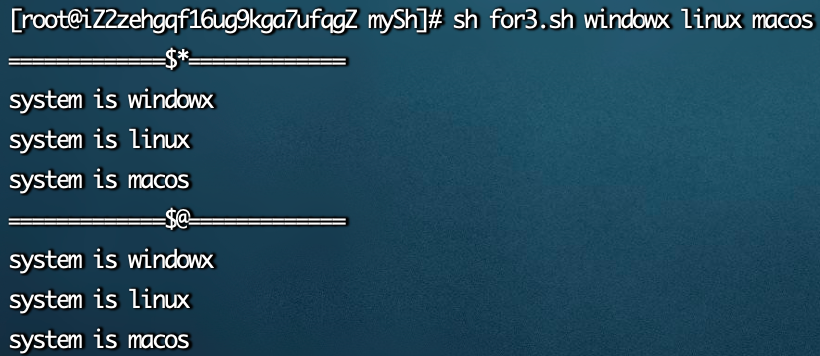 [root@iZ2zehgqf16ug9kga7ufqgZ mySh]# sh for3.sh windowx linux macos
=============$*=============
system is windowx
system is linux
system is macos
=============$@=============
system is windowx
system is linux
system is macos